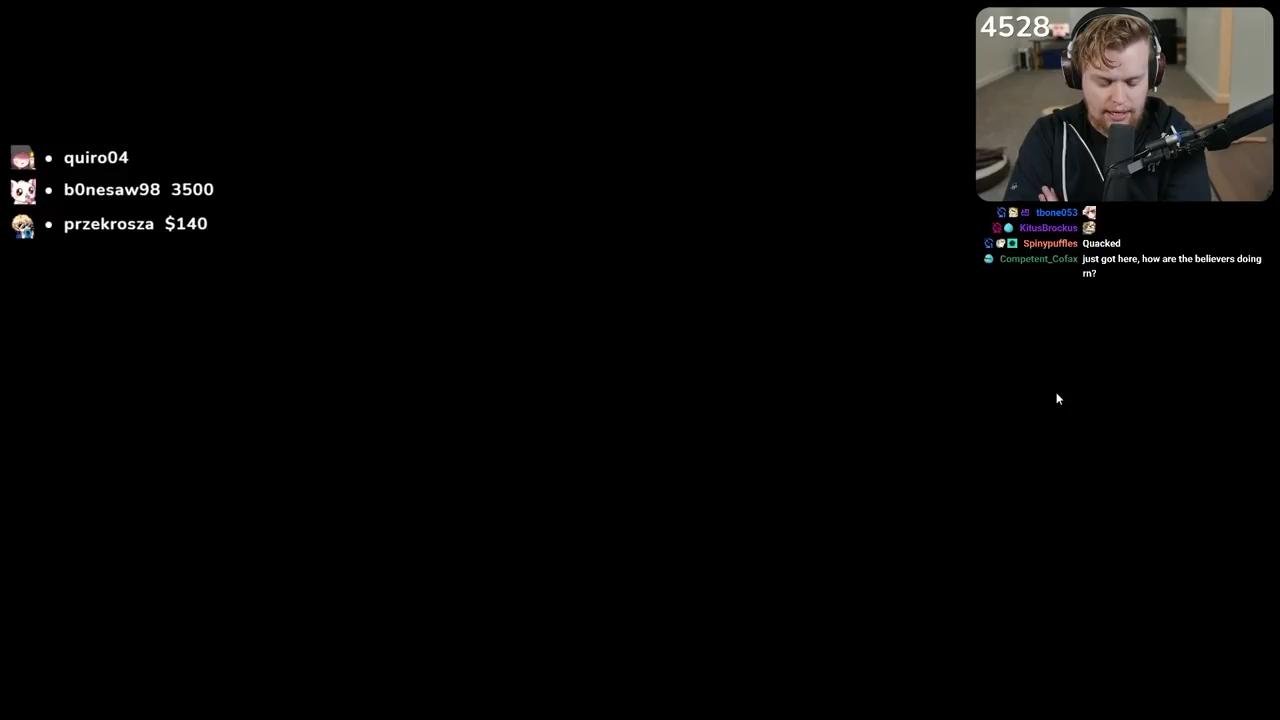 4528
quiro04
b0nesaw98 3500
przekrosza $140
tbone053
KitusBrockus
Spinypuffles Quacked
Competent_Cofax just got here, how are the believers doing
rn?